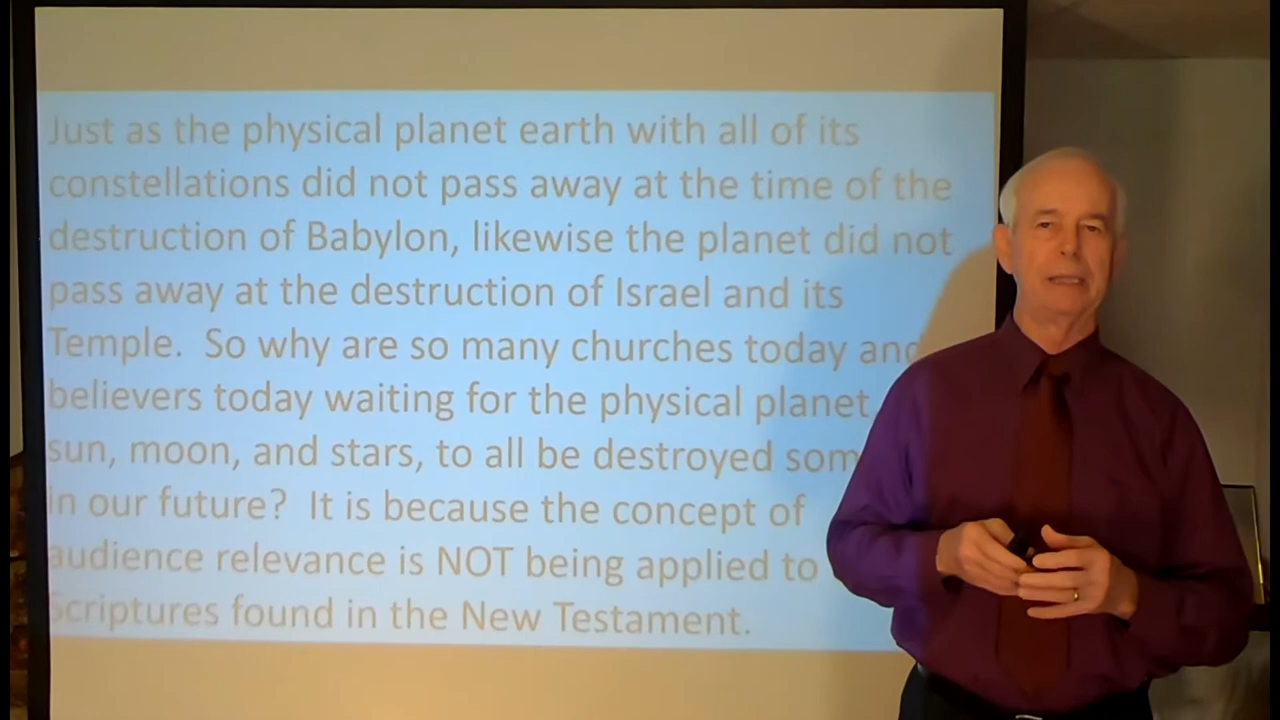 Just as the physical planet earth with all of its
constellations did not pass away at the time of the
destruction of Babylon, likewise the planet did not
pass away at the destruction of Israel and its
Temple. So why are so many churches today and
believers today waiting for the physical planet,
sun, moon, and stars, to all be destroyed som
in our future? It is because the concept of
audience relevance is NOT being applied to
Scriptures found in the New Testament.